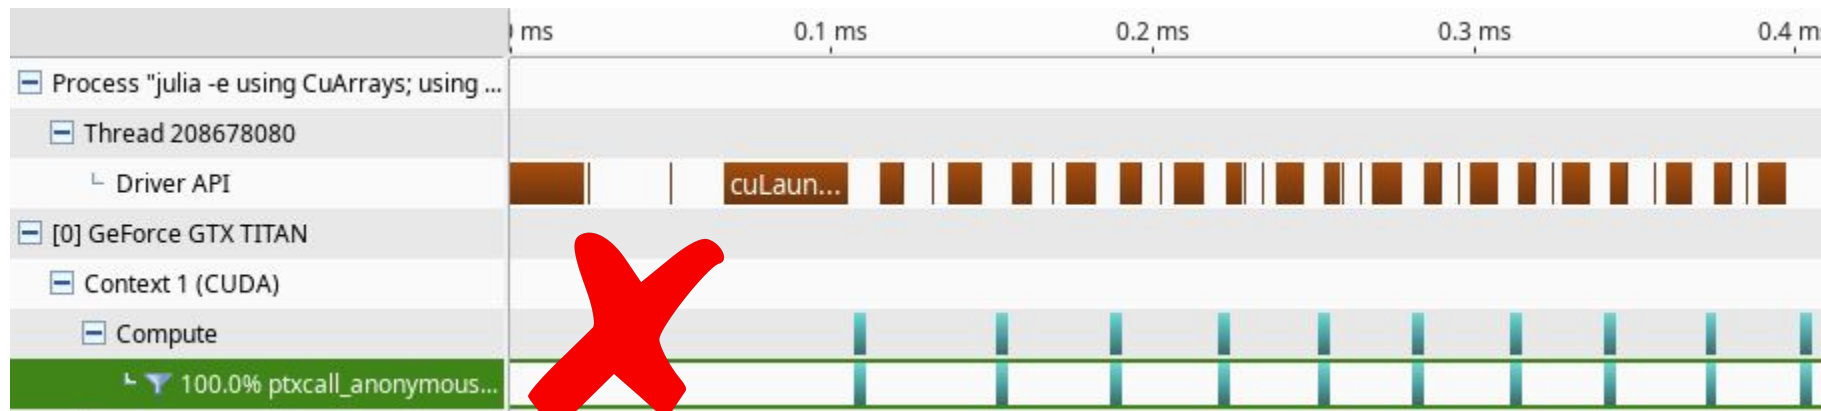 ms 0.1 ms 0.2 ms 0.3 ms 0.4 m
Process "julia -e using CuArrays; using ...
Thread 208678080
Driver API cuLaun...
[0] GeForce GTX TITAN
Context 1 (CUDA)
Compute
100.0% ptxcall_anonymous...